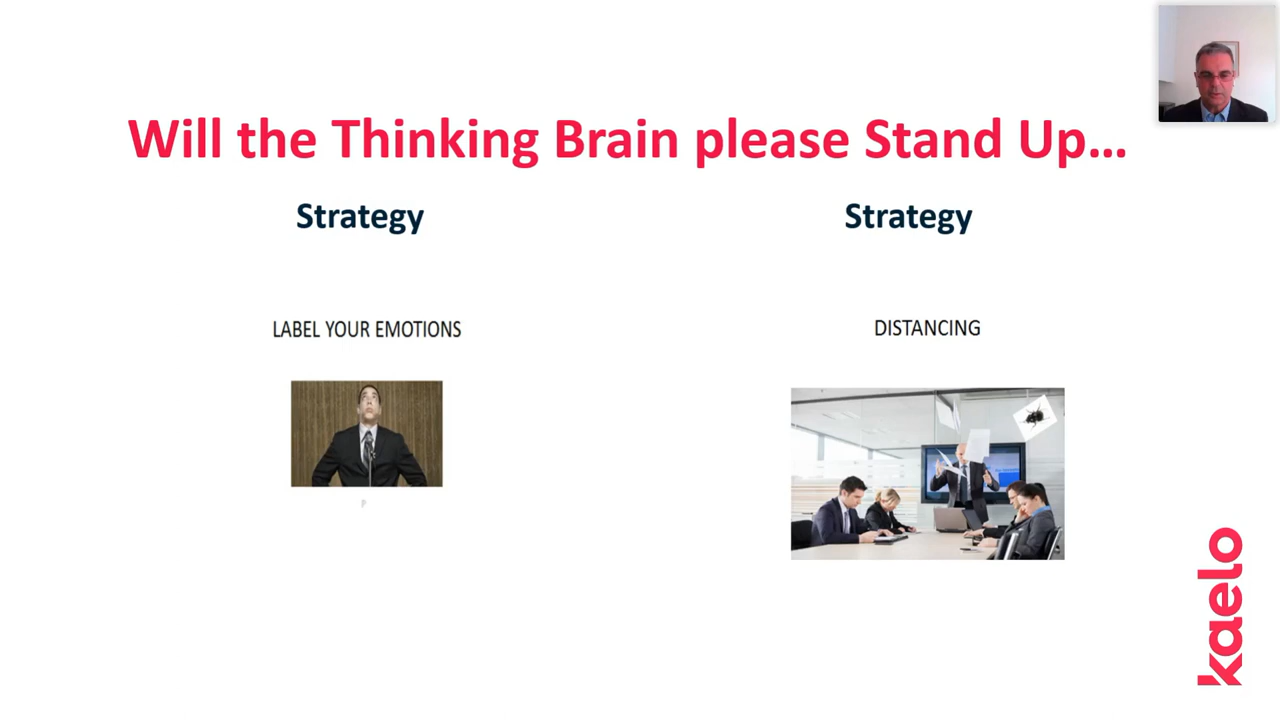 Will the Thinking Brain please Stand Up...
Strategy
Strategy
LABEL YOUR EMOTIONS
DISTANCING
kaelo